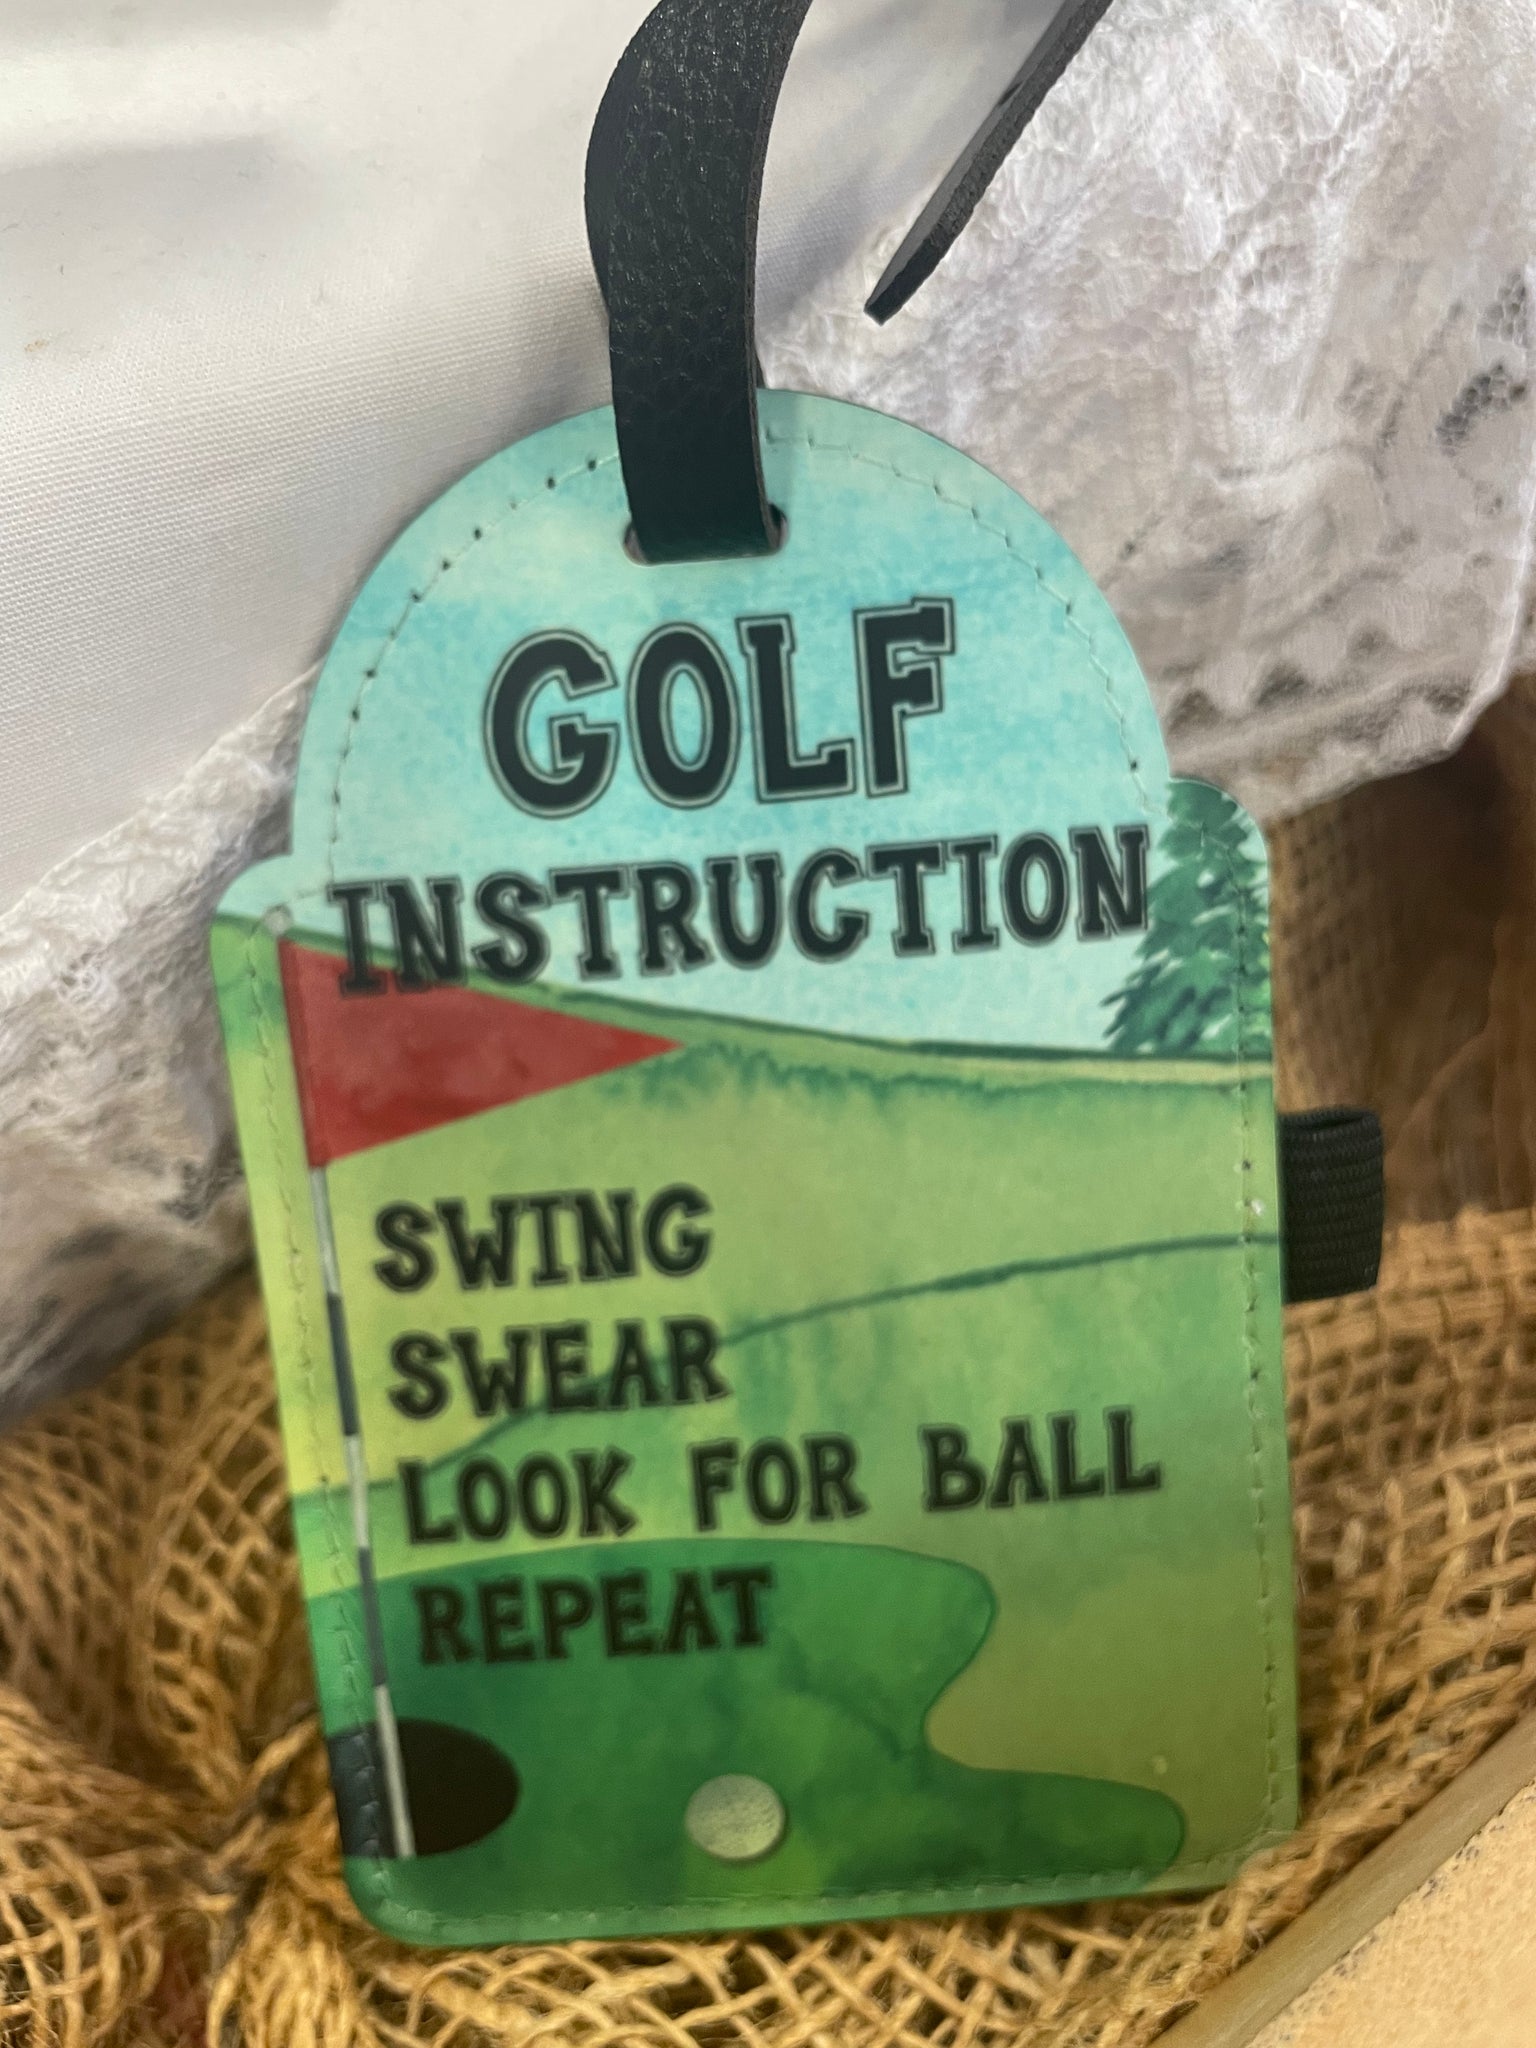 GOLF
INSTRUCTION
SWING
SWEAR
LOOK FOR BALL
REPEAT